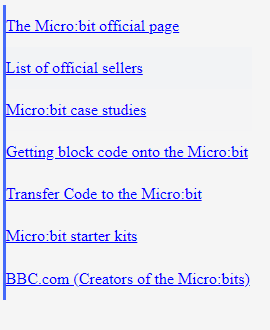 The Micro:bit official page
List of official sellers
Micro:bit case studies
Getting block code onto the Micro:bit
Transfer Code to the Micro:bit
Micro:bit starter kits
BBC.com (Creators of the Micro:bits)